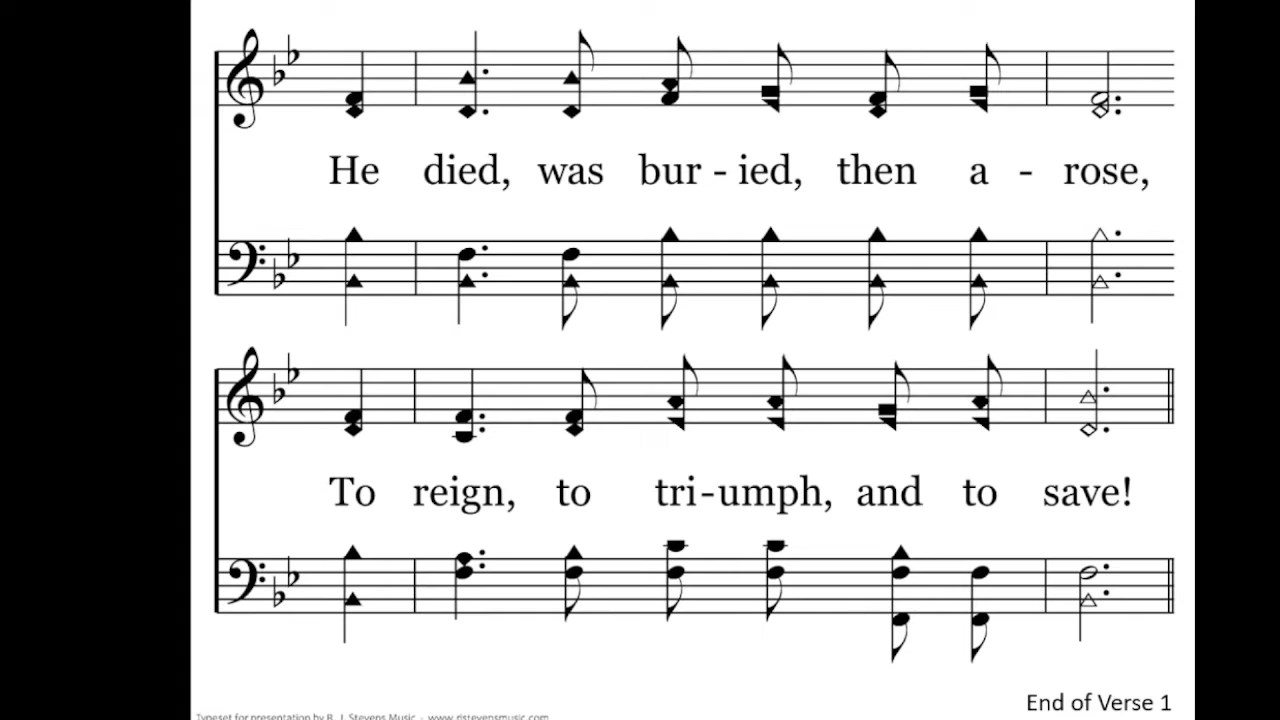 He died, was bur - ied, then a - rose,
To reign, to tri - umph, and to save!
End of Verse 1
Typeset for presentation by R. J. Stevens Music - www.rjstevensmusic.com